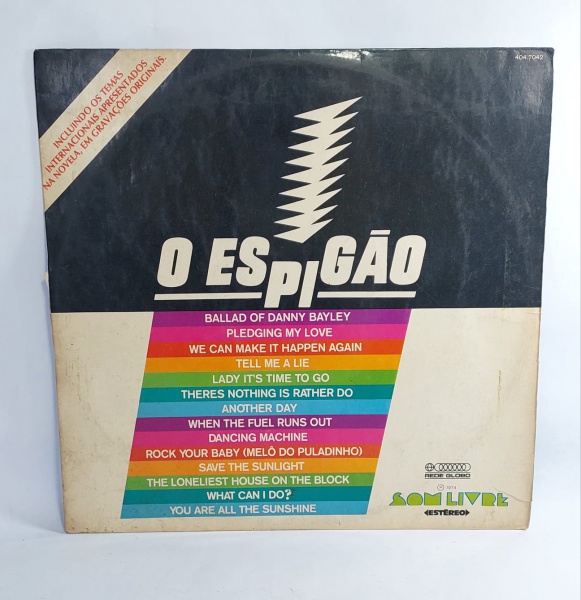 404.7042
INCLUINDO OS TEMAS
INTERNACIONAIS APRESENTADOS
NA NOVELA, EM GRAVAÇÕES ORIGINAIS.
O ESPIGÃO
BALLAD OF DANNY BAYLEY
PLEDGING MY LOVE
WE CAN MAKE IT HAPPEN AGAIN
TELL ME A LIE
LADY IT'S TIME TO GO
THERES NOTHING IS RATHER DO
ANOTHER DAY
WHEN THE FUEL RUNS OUT
DANCING MACHINE
ROCK YOUR BABY (MELÔ DO PULADINHO)
SAVE THE SUNLIGHT
THE LONELIEST HOUSE ON THE BLOCK
WHAT CAN I DO?
YOU ARE ALL THE SUNSHINE
REDE GLOBO
SOM LIVRE
ESTÉREO